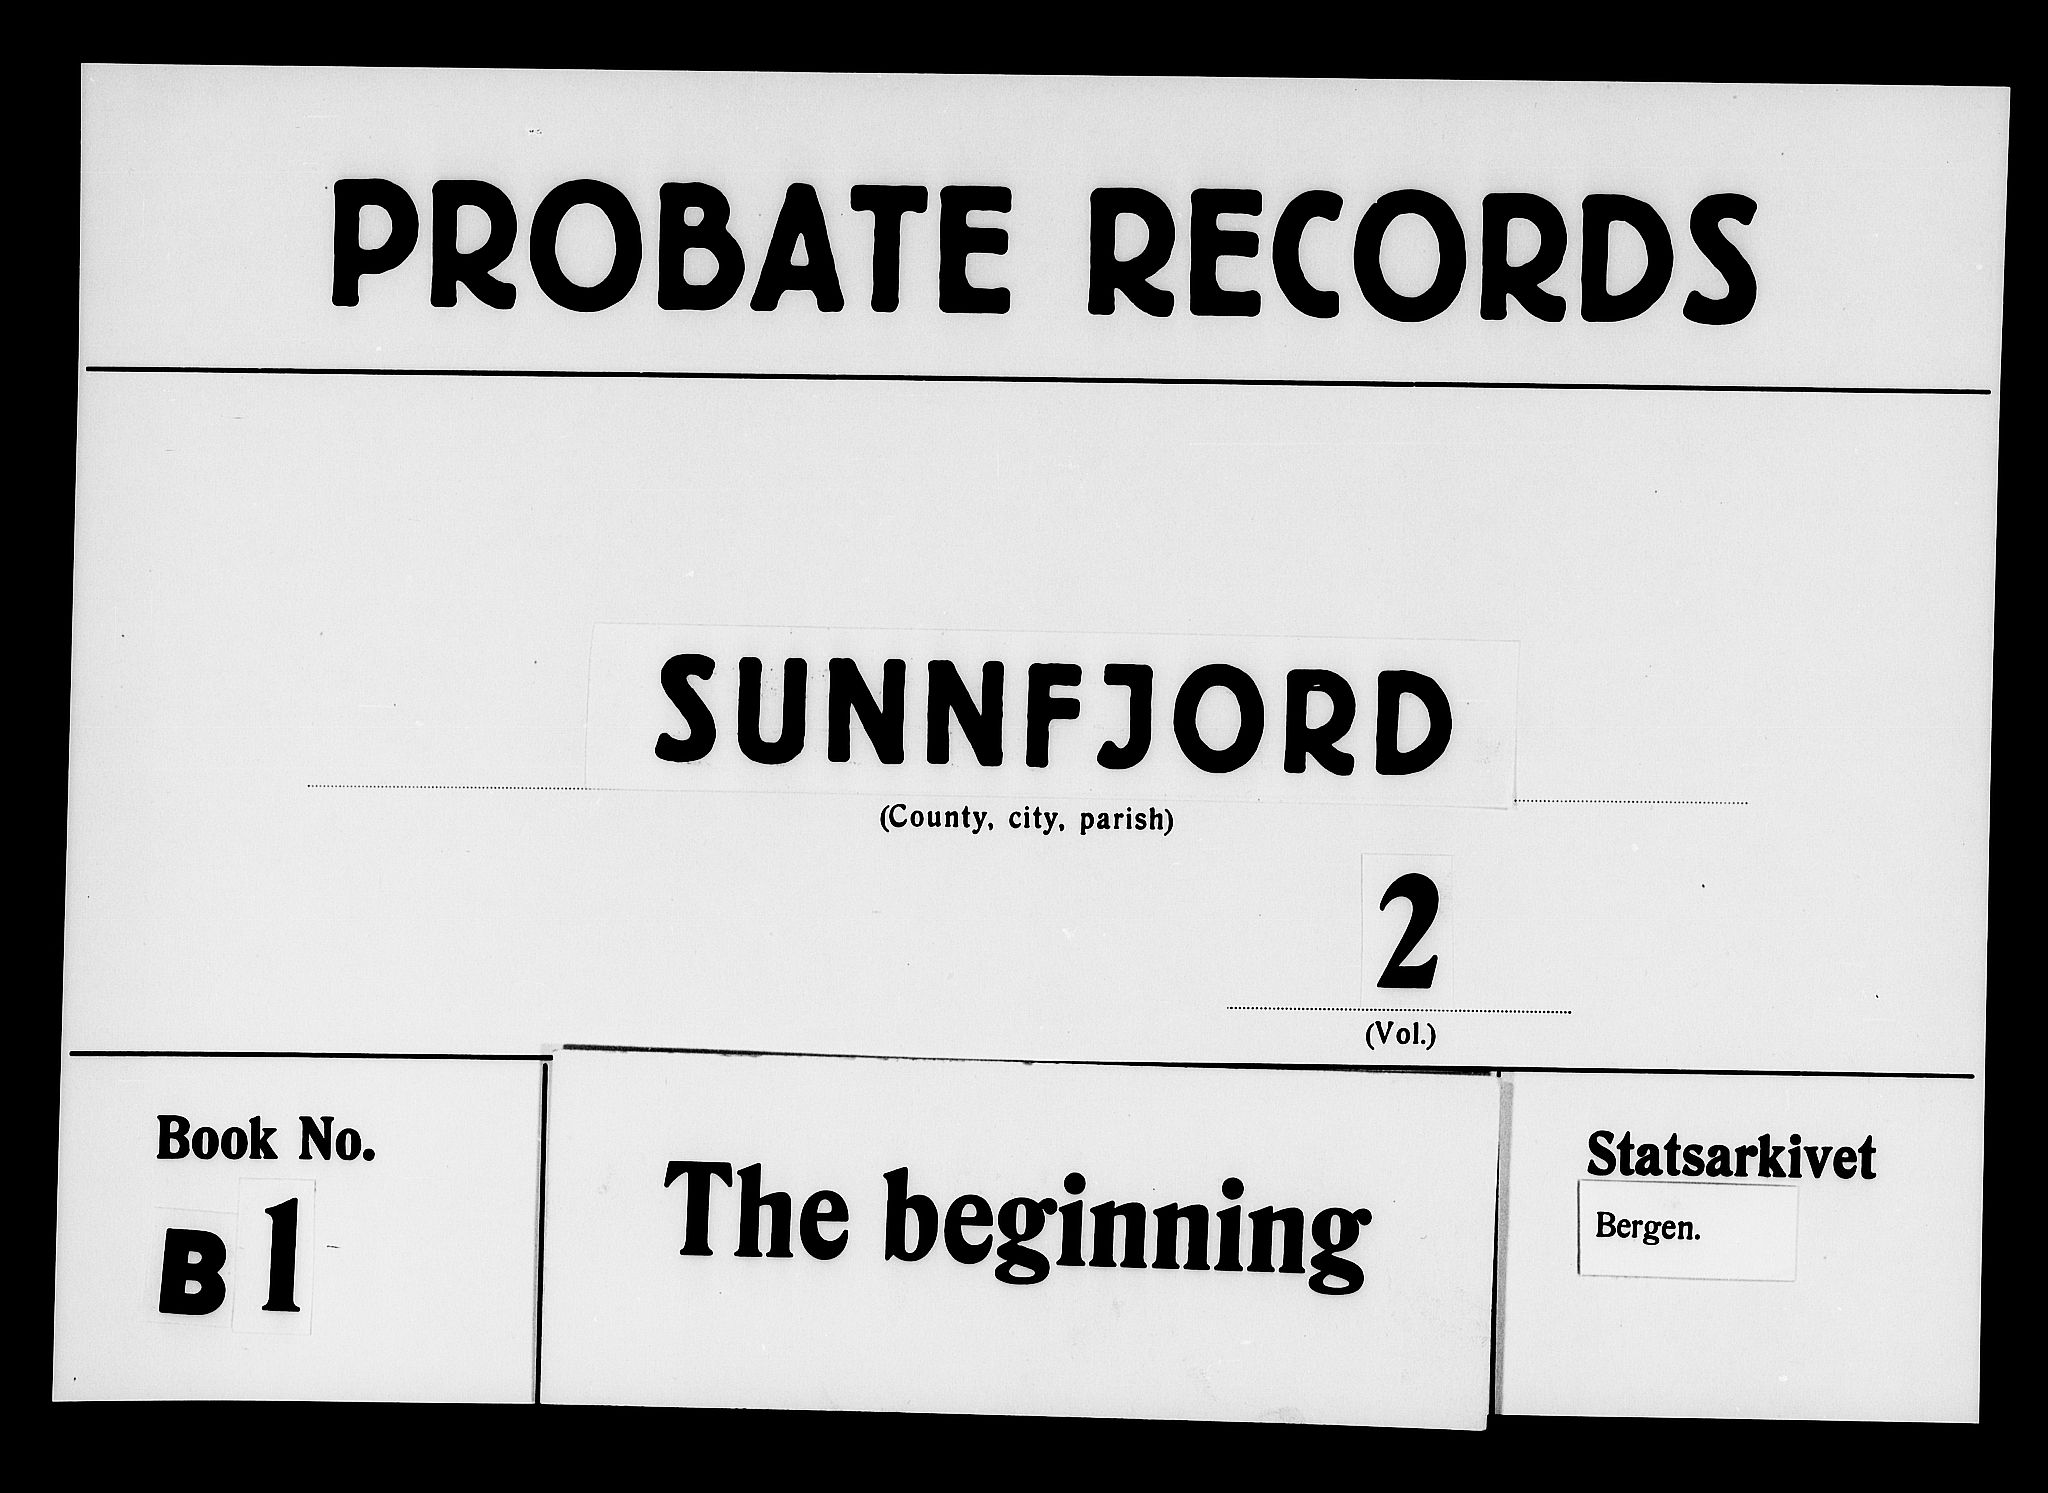 PROBATE RECORDS
SUNNFJORD
(County, city, parish)
2
(Vol.)
Book No.
B 1
The beginning
Statsarkivet
Bergen.